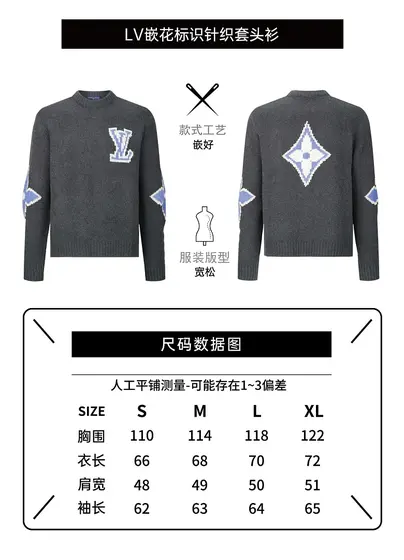 LV嵌花标识针织套头衫
LV
款式工艺
嵌好
服装版型
宽松
尺码数据图
人工平铺测量-可能存在1~3偏差
SIZE S M L XL
胸围 110 114 118 122
衣长 66 68 70 72
肩宽 48 49 50 51
袖长 62 63 64 65